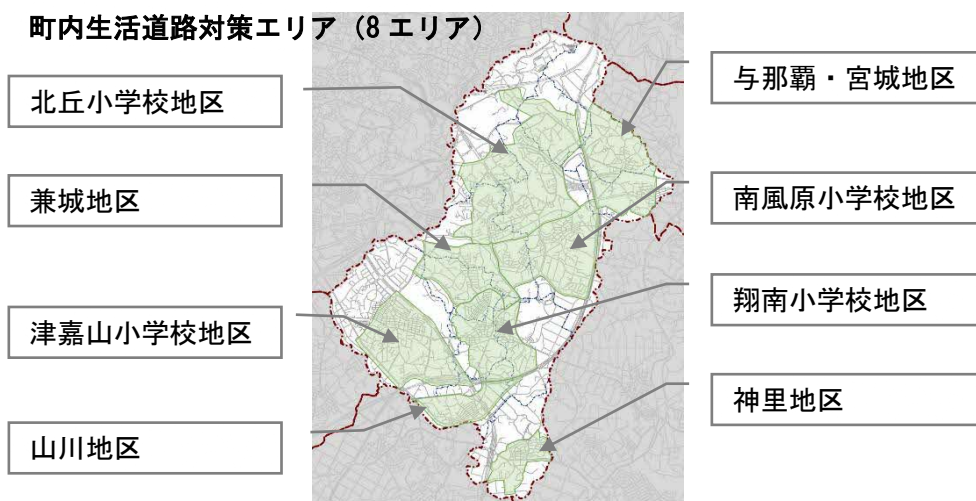 町内生活道路対策エリア（8 エリア）
北丘小学校地区
兼城地区
津嘉山小学校地区
山川地区
与那覇・宮城地区
南風原小学校地区
翔南小学校地区
神里地区